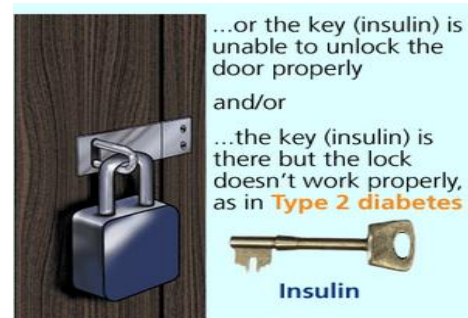 ...or the key (insulin) is
unable to unlock the
door properly
and/or
...the key (insulin) is
there but the lock
doesn’t work properly,
as in Type 2 diabetes
Insulin